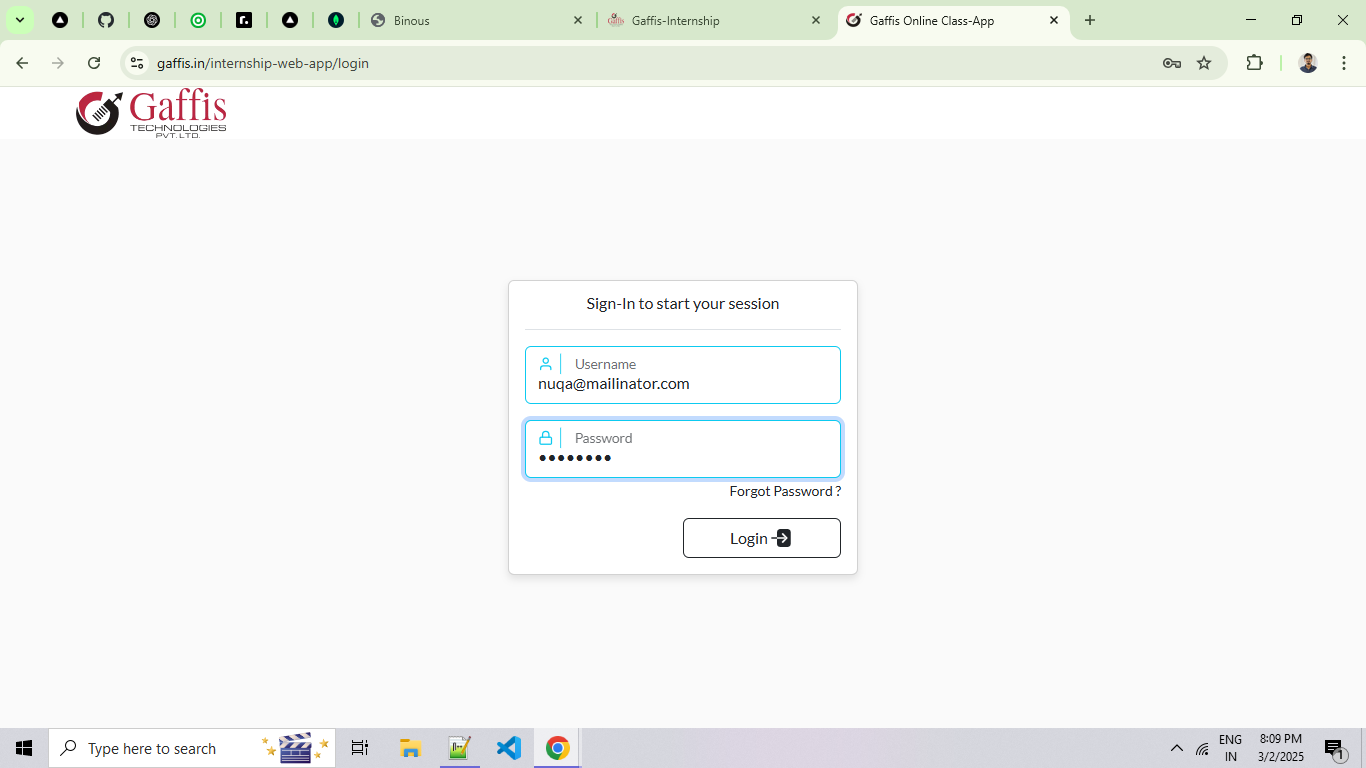 Binous
Gaffis-Internship
Gaffis Online Class-App
gaffis.in/internship-web-app/login
Gaffis
TECHNOLOGIES
PVT. LTD.
Sign-In to start your session
Username
nuqa@mailinator.com
Password
••••••••
Forgot Password ?
Login
Type here to search
ENG
IN
8:09 PM
3/2/2025
1